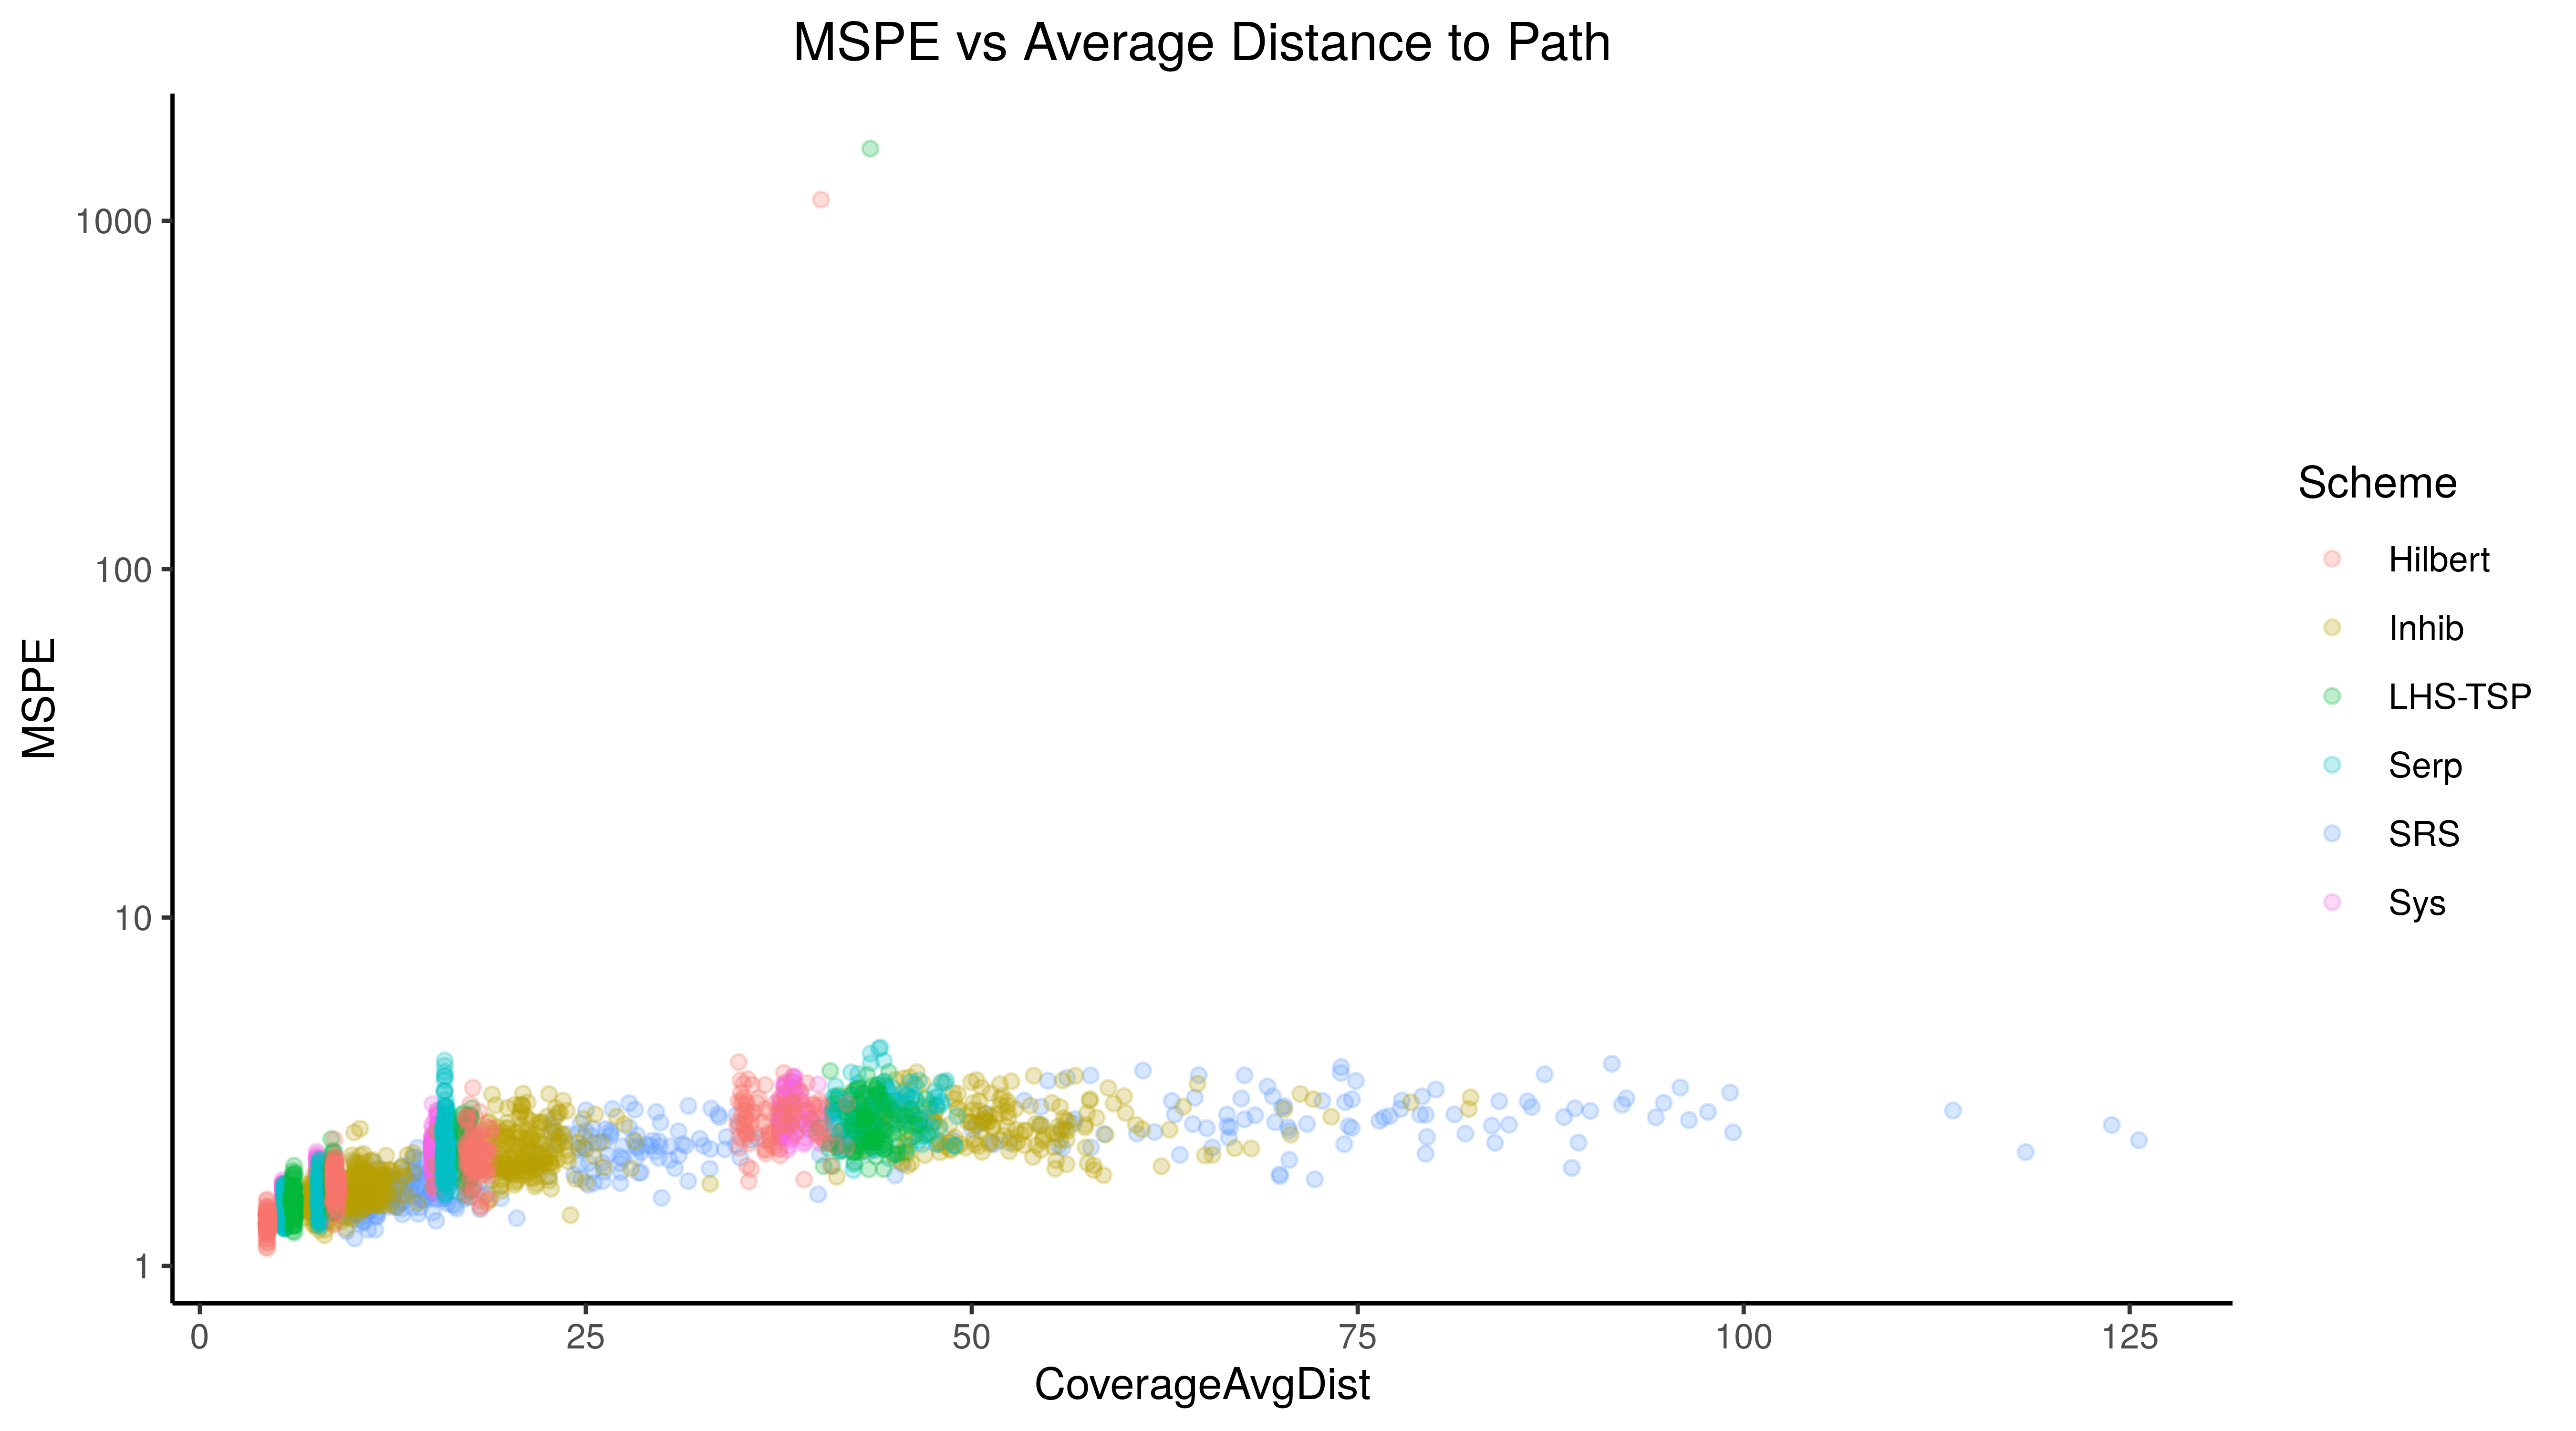 MSPE vs Average Distance to Path
MSPE
1000
100
10
1
0 25 50 75 100 125
CoverageAvgDist
Scheme
Hilbert
Inhib
LHS-TSP
Serp
SRS
Sys